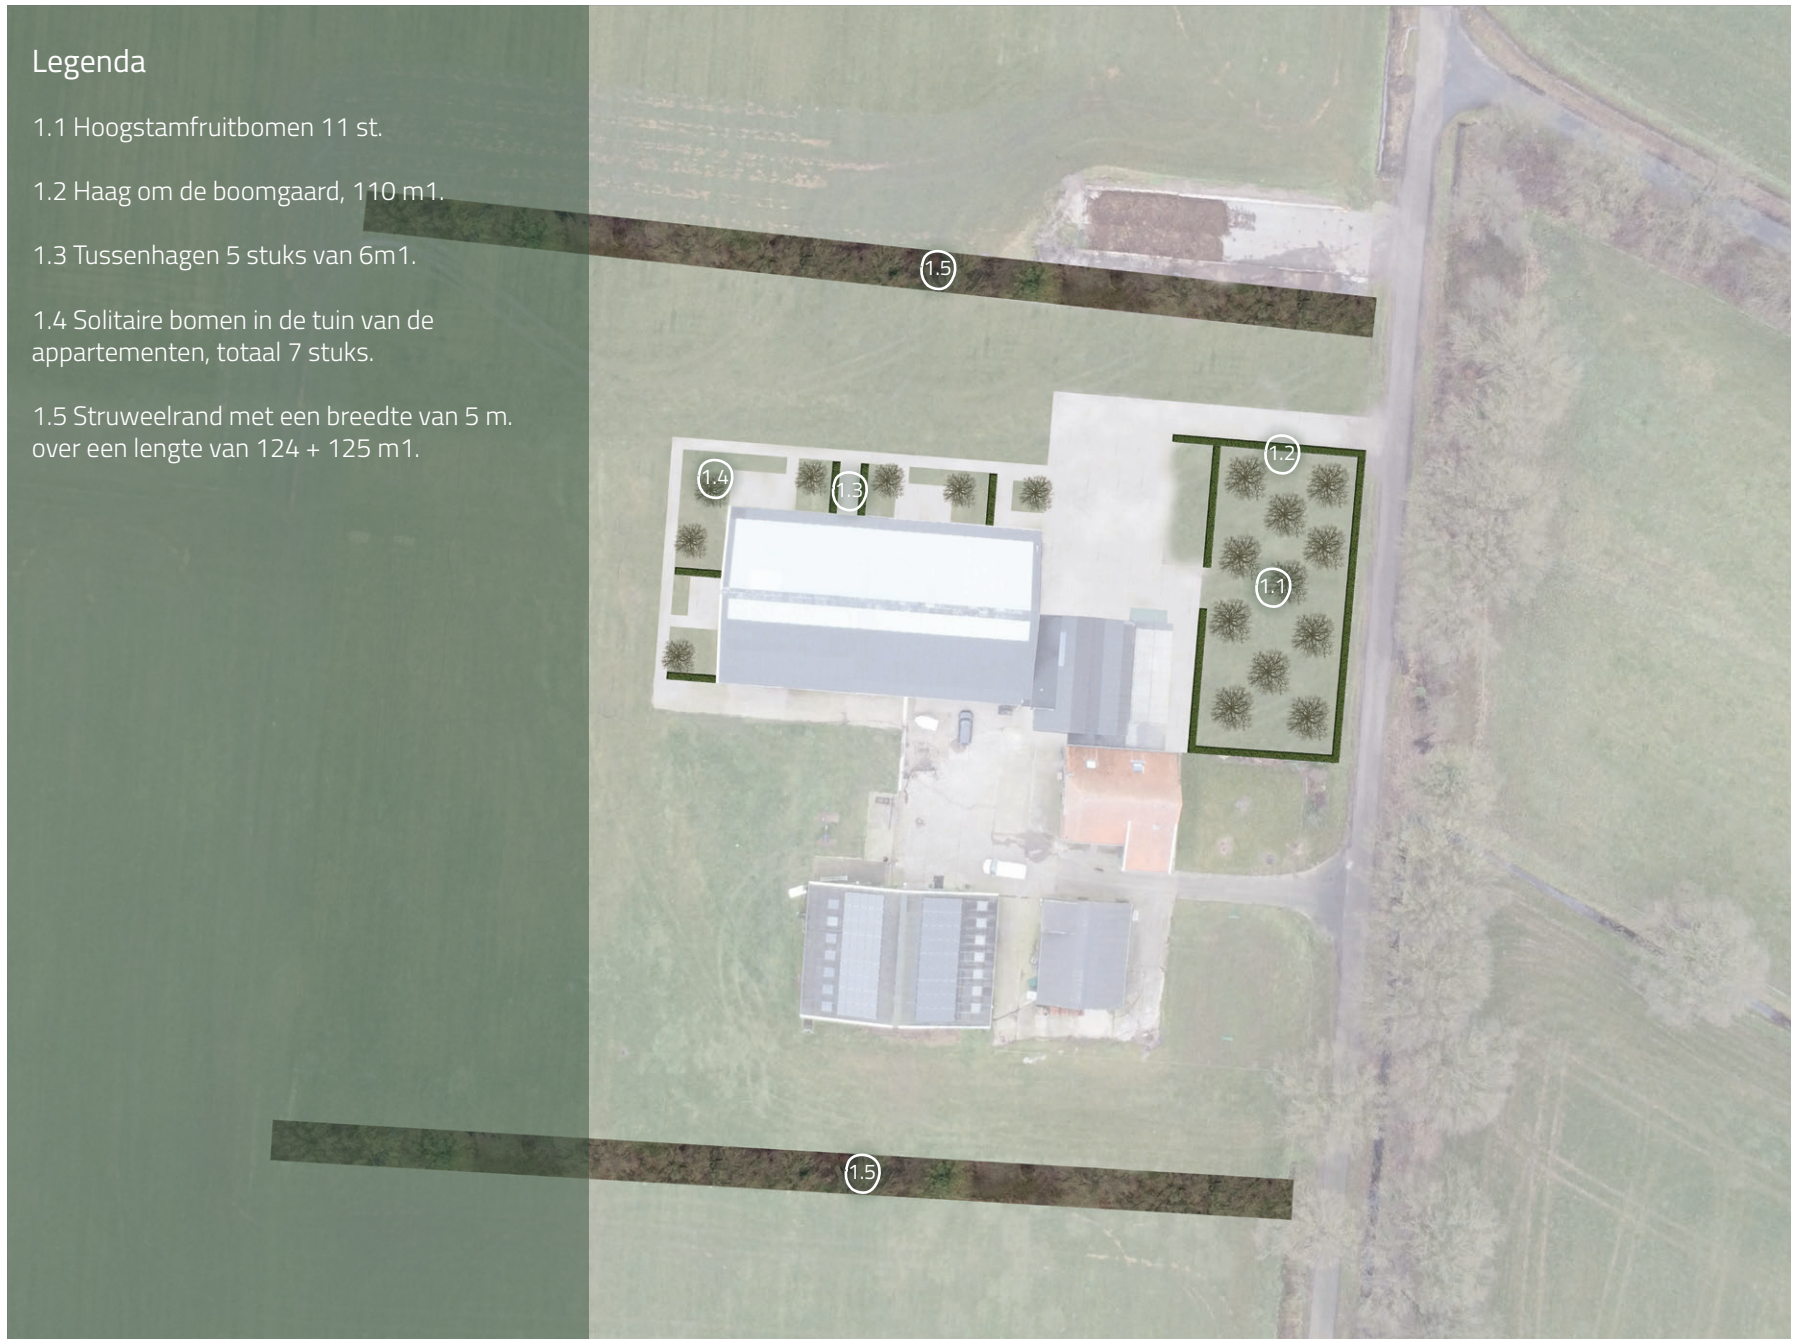 Legenda
1.1 Hoogstamfruitbomen 11 st.
1.2 Haag om de boomgaard, 110 m1.
1.3 Tussenhagen 5 stuks van 6m1.
1.4 Solitaire bomen in de tuin van de
appartementen, totaal 7 stuks.
1.5 Struweelrand met een breedte van 5 m.
over een lengte van 124 + 125 m1.
1.5
1.2
1.4
1.3
1.1
1.5